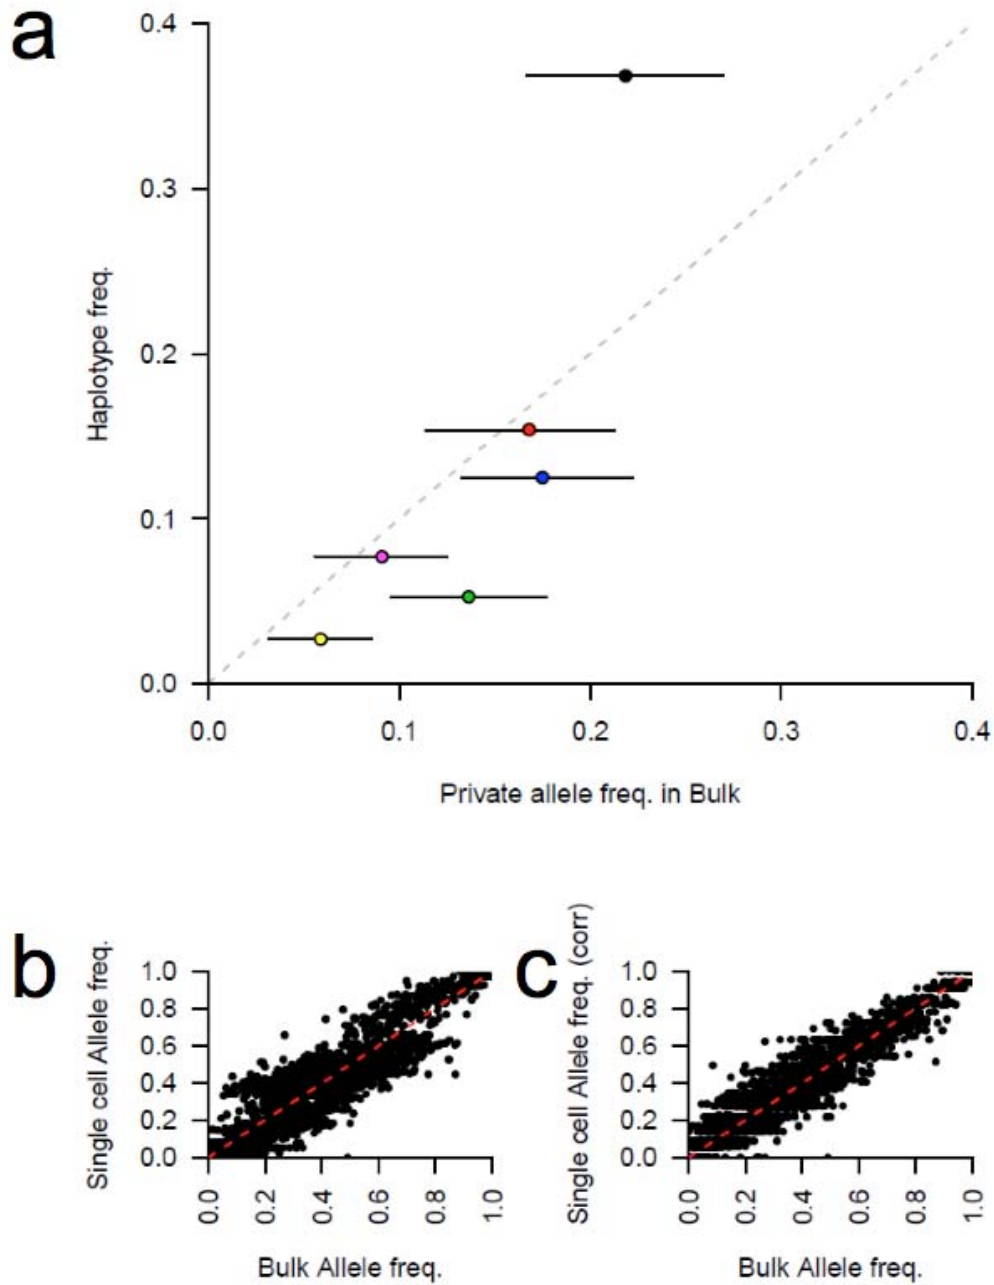 a
Haplotype freq.
0.4
0.3
0.2
0.1
0.0
0.0 0.1 0.2 0.3 0.4
Private allele freq. in Bulk
b
Single cell Allele freq.
1.0
0.8
0.6
0.4
0.2
0.0
0.0 0.2 0.4 0.6 0.8 1.0
Bulk Allele freq.
c
Single cell Allele freq. (corr)
1.0
0.8
0.6
0.4
0.2
0.0
0.0 0.2 0.4 0.6 0.8 1.0
Bulk Allele freq.